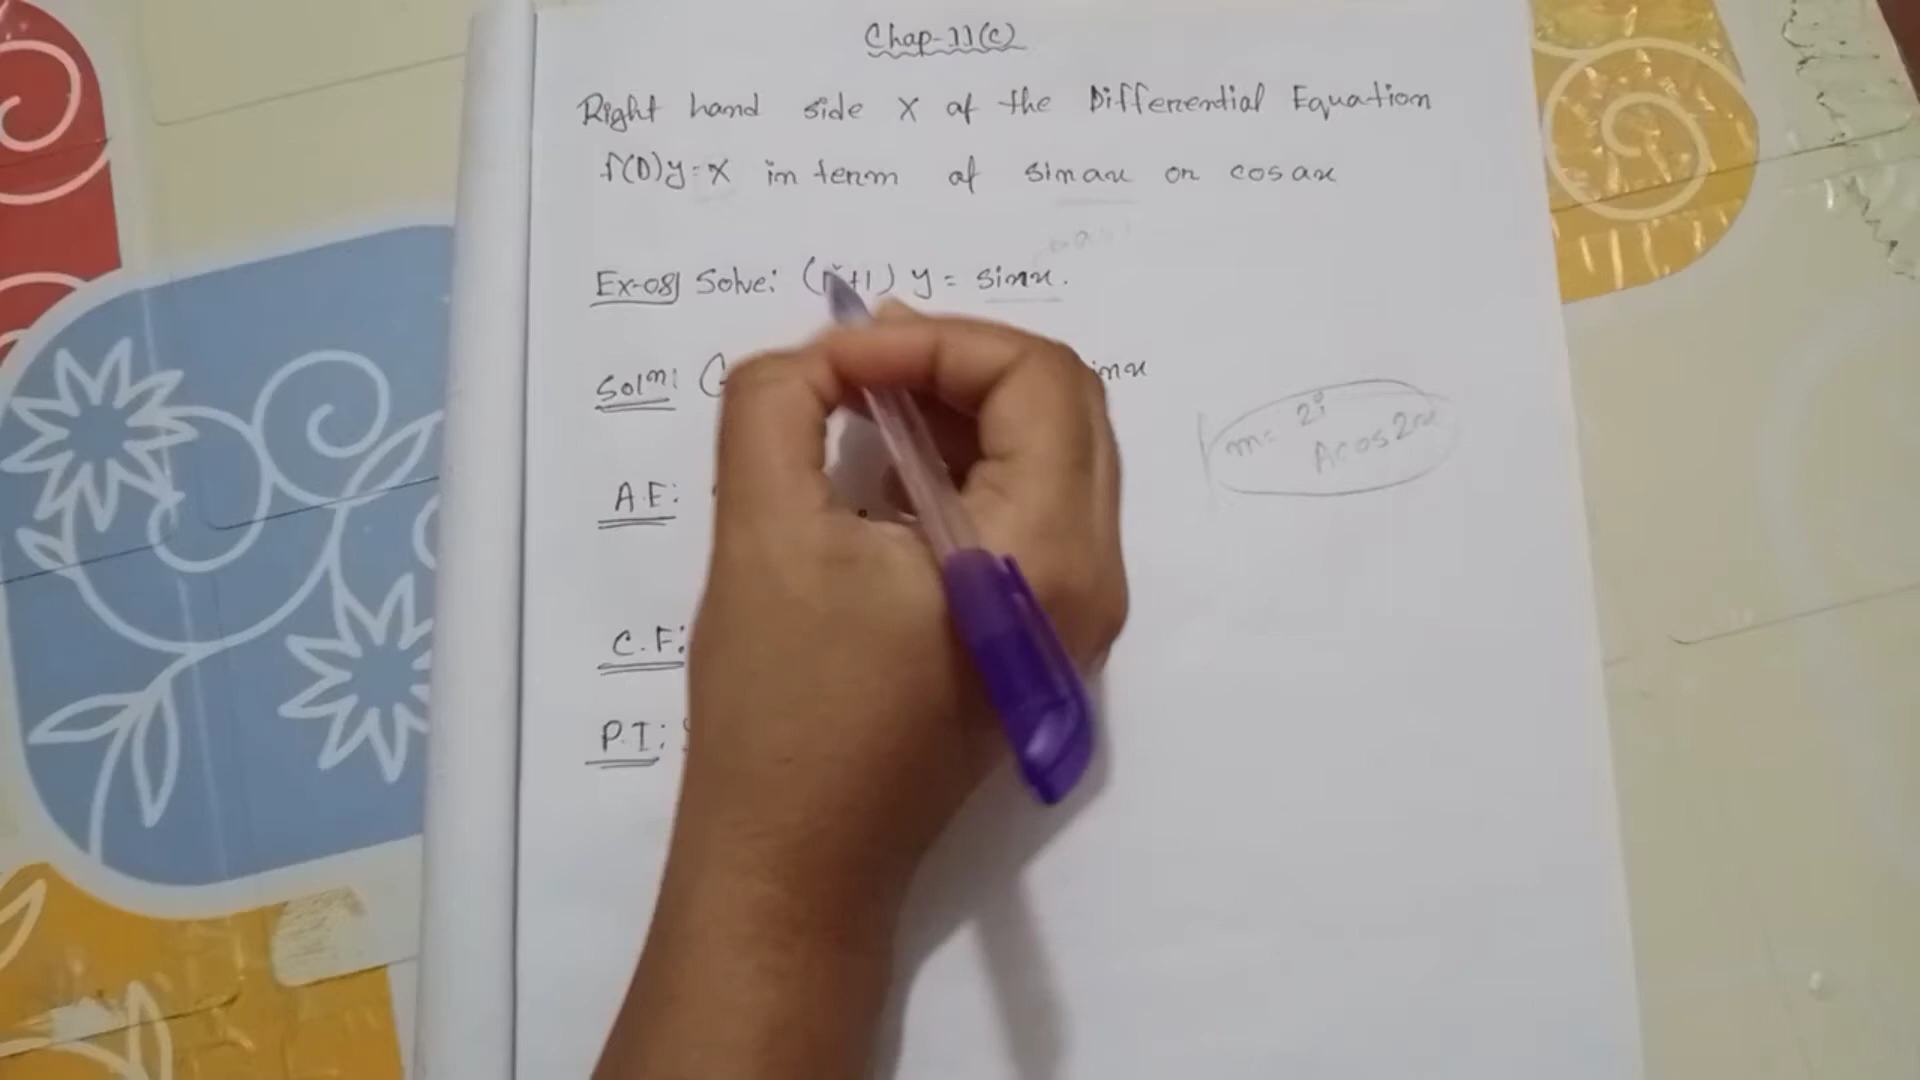 Chap-11(c)
Right hand side X of the Differential Equation
f(D)y=X in term of sinax or cosax
Ex-08] Solve: (D²+1) y = sinx.
Solⁿ: sinx
m= 2i
Acos2x
A.E:
C.F:
P.I: